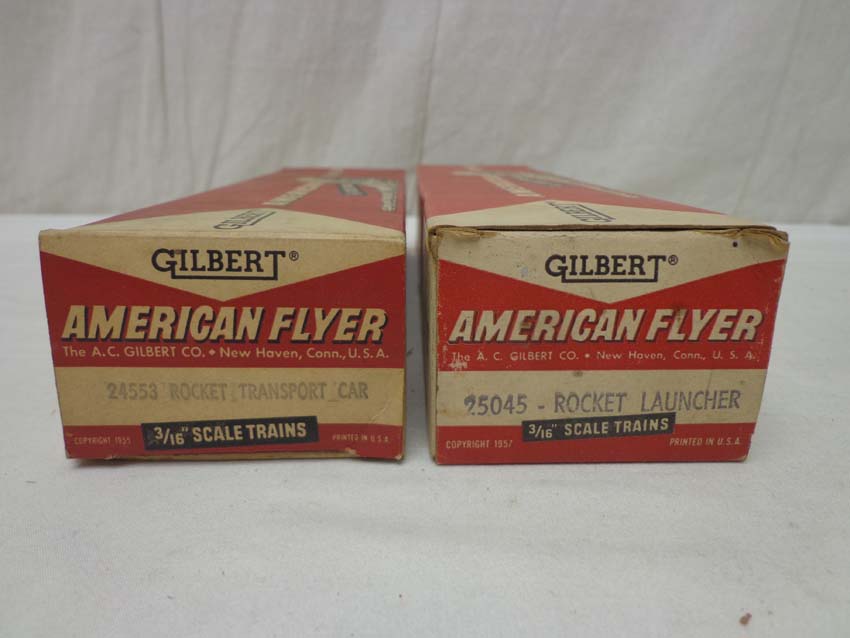 GILBERT®
AMERICAN FLYER
The A.C. GILBERT CO. • New Haven, Conn., U.S.A.
24553 ROCKET TRANSPORT CAR
3/16" SCALE TRAINS
COPYRIGHT 1955
PRINTED IN U.S.A.
GILBERT
GILBERT®
AMERICAN FLYER
The A. C. GILBERT CO. • New Haven, Conn., U. S. A.
25045 - ROCKET LAUNCHER
3/16" SCALE TRAINS
COPYRIGHT 1957
PRINTED IN U.S.A.
GILBERT